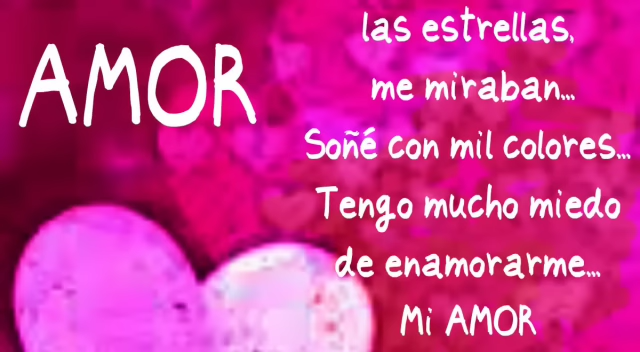 AMOR
las estrellas,
me miraban...
Soñé con mil colores...
Tengo mucho miedo
de enamorarme...
Mi AMOR